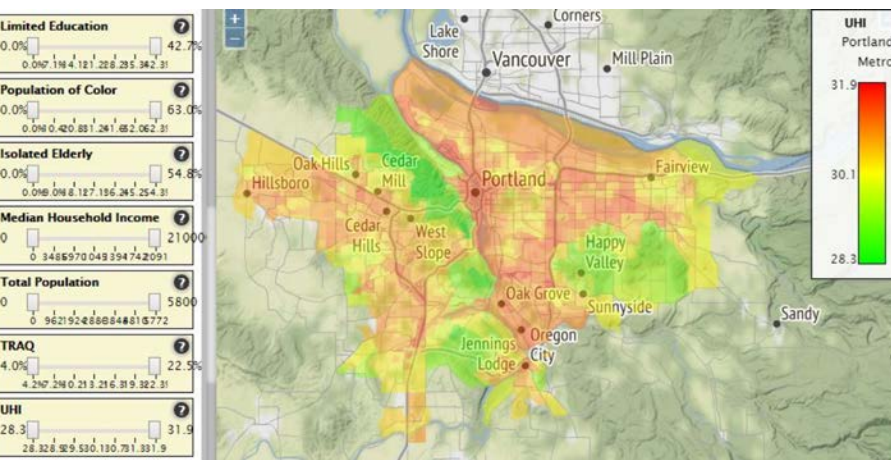 Limited Education ?
0.0% 42.7%
Population of Color ?
0.0% 63.0%
Isolated Elderly ?
0.0% 54.8%
Median Household Income ?
0 21000
Total Population ?
0 5800
TRAQ ?
4.0% 22.5%
UHI ?
28.3 31.9
+
−
Lake
Shore
Corners
Vancouver
Mill Plain
Oak Hills
Cedar
Mill
Hillsboro
Portland
Fairview
Cedar
Hills
West
Slope
Happy
Valley
Oak Grove
Sunnyside
Sandy
Jennings
Lodge
Oregon
City
UHI
Portland
Metro
31.9
30.1
28.3